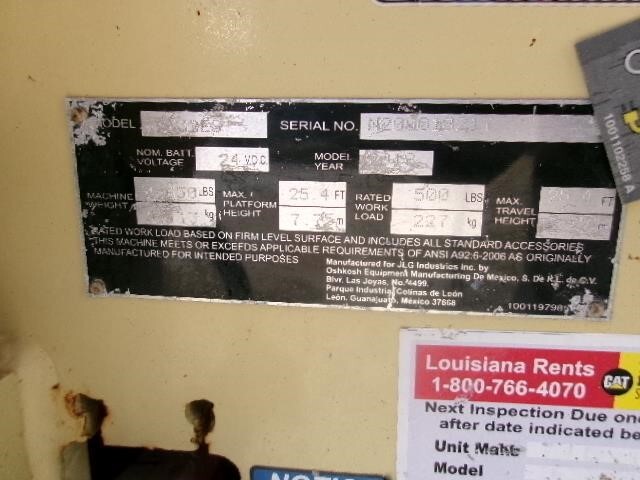 MODEL
SERIAL NO.
NOM. BATT. VOLTAGE 24 V.D.C.
MODEL YEAR
MACHINE WEIGHT LBS kg
MAX. PLATFORM HEIGHT 25.4 FT 7.75 m
RATED WORK LOAD 500 LBS 227 kg
MAX. TRAVEL HEIGHT FT m
RATED WORK LOAD BASED ON FIRM LEVEL SURFACE AND INCLUDES ALL STANDARD ACCESSORIES
THIS MACHINE MEETS OR EXCEEDS APPLICABLE REQUIREMENTS OF ANSI A92.6-2006 AS ORIGINALLY
MANUFACTURED FOR INTENDED PURPOSES
Manufactured for JLG Industries Inc. by
Oshkosh Equipment Manufacturing De Mexico, S. De R.L. de C.V.
Blvr. Las Joyas, No. 4499.
Parque Industrial Colinas de León
León. Guanajuato, México 37668
1001102256 A
Louisiana Rents
1-800-766-4070
CAT
Next Inspection Due on
after date indicated be
Unit Make
Model
NOTICE